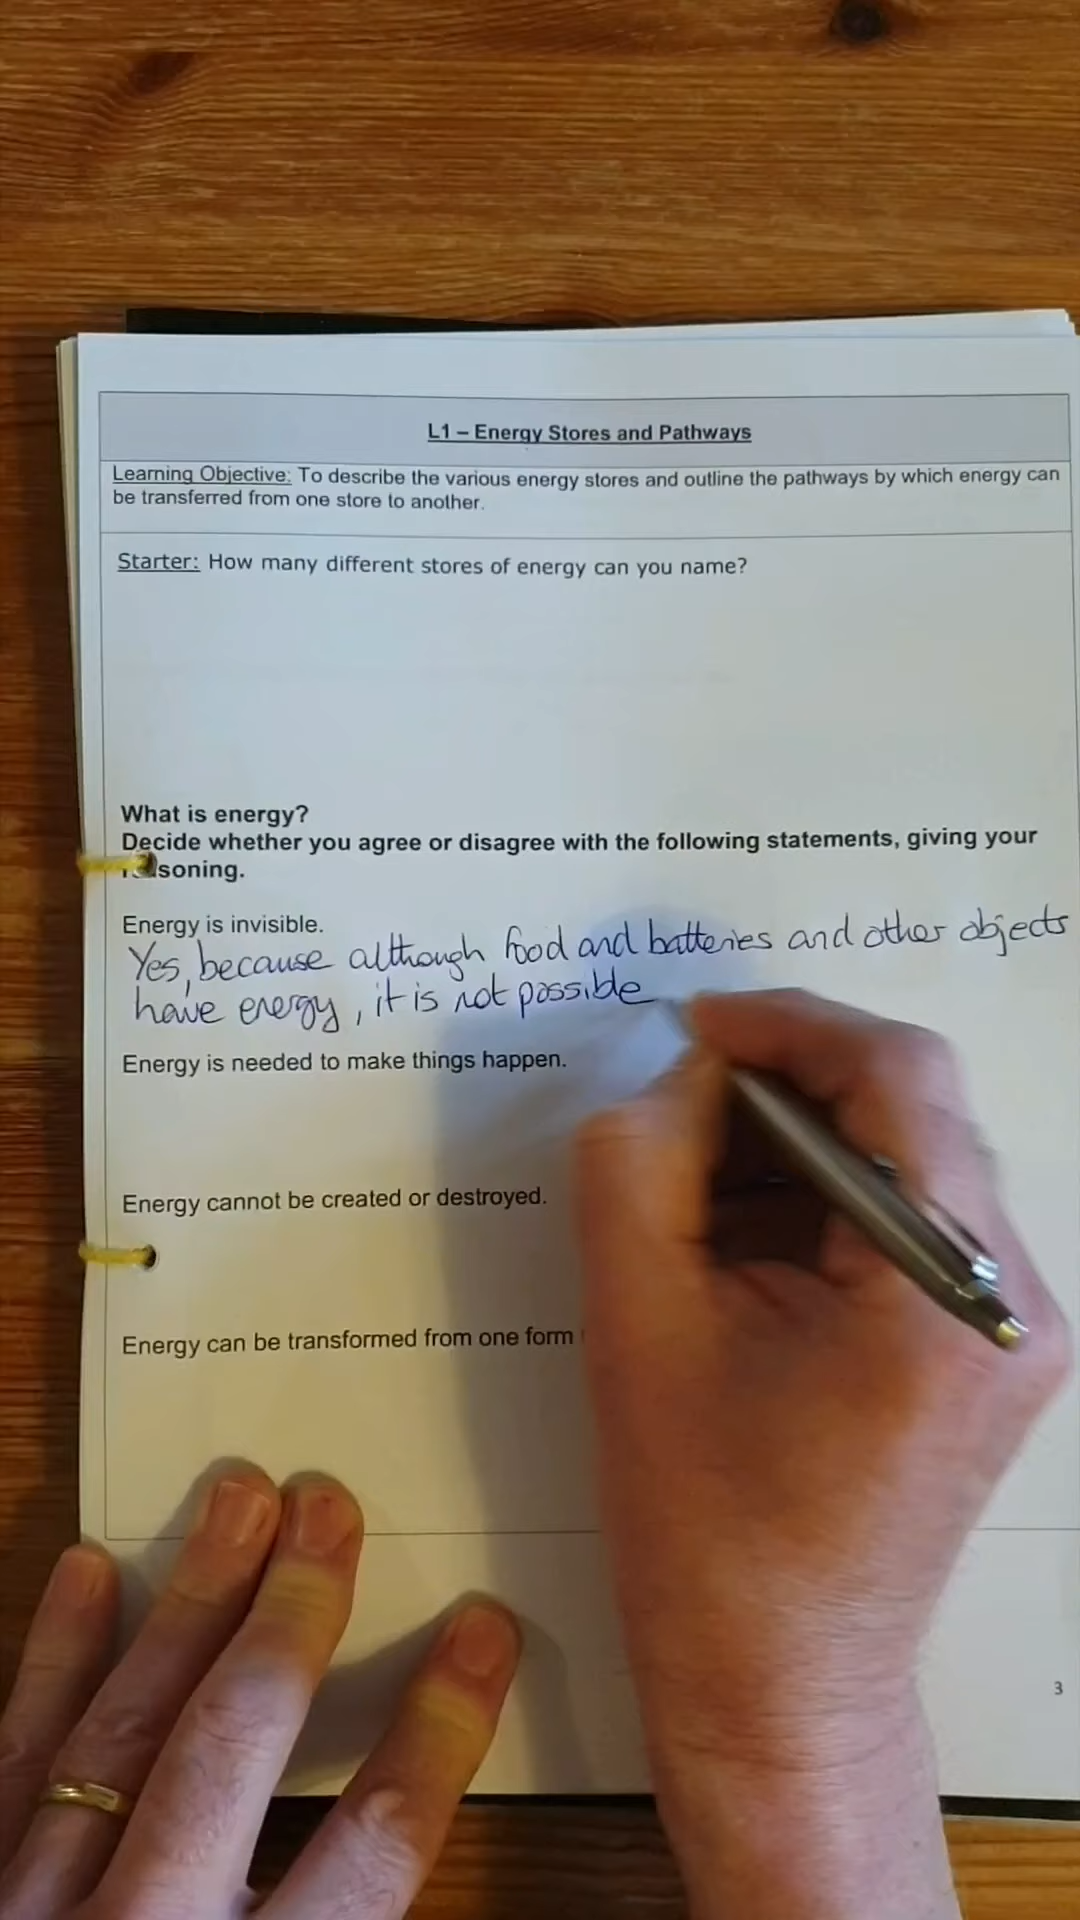 L1 – Energy Stores and Pathways
Learning Objective: To describe the various energy stores and outline the pathways by which energy can
be transferred from one store to another.
Starter: How many different stores of energy can you name?
What is energy?
Decide whether you agree or disagree with the following statements, giving your
reasoning.
Energy is invisible.
Yes, because although food and batteries and other objects
have energy, it is not possible
Energy is needed to make things happen.
Energy cannot be created or destroyed.
Energy can be transformed from one form
3